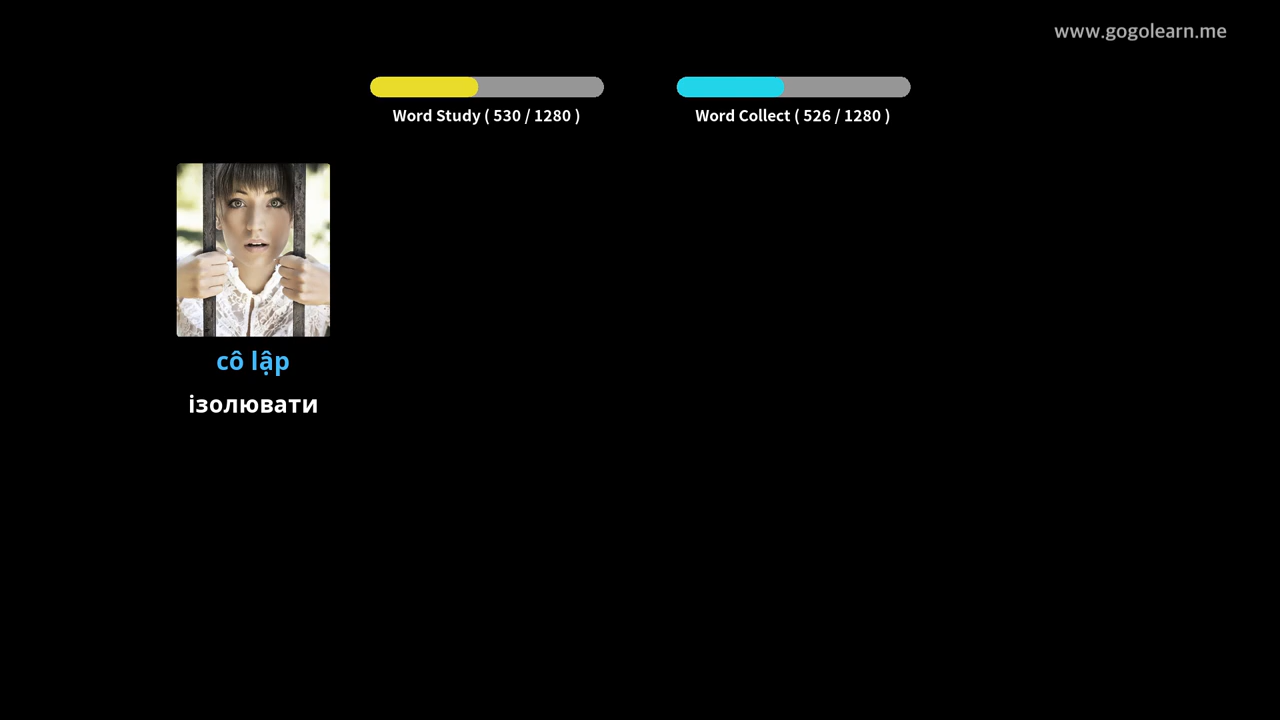 www.gogolearn.me
Word Study ( 530 / 1280 )
Word Collect ( 526 / 1280 )
cô lập
ізолювати